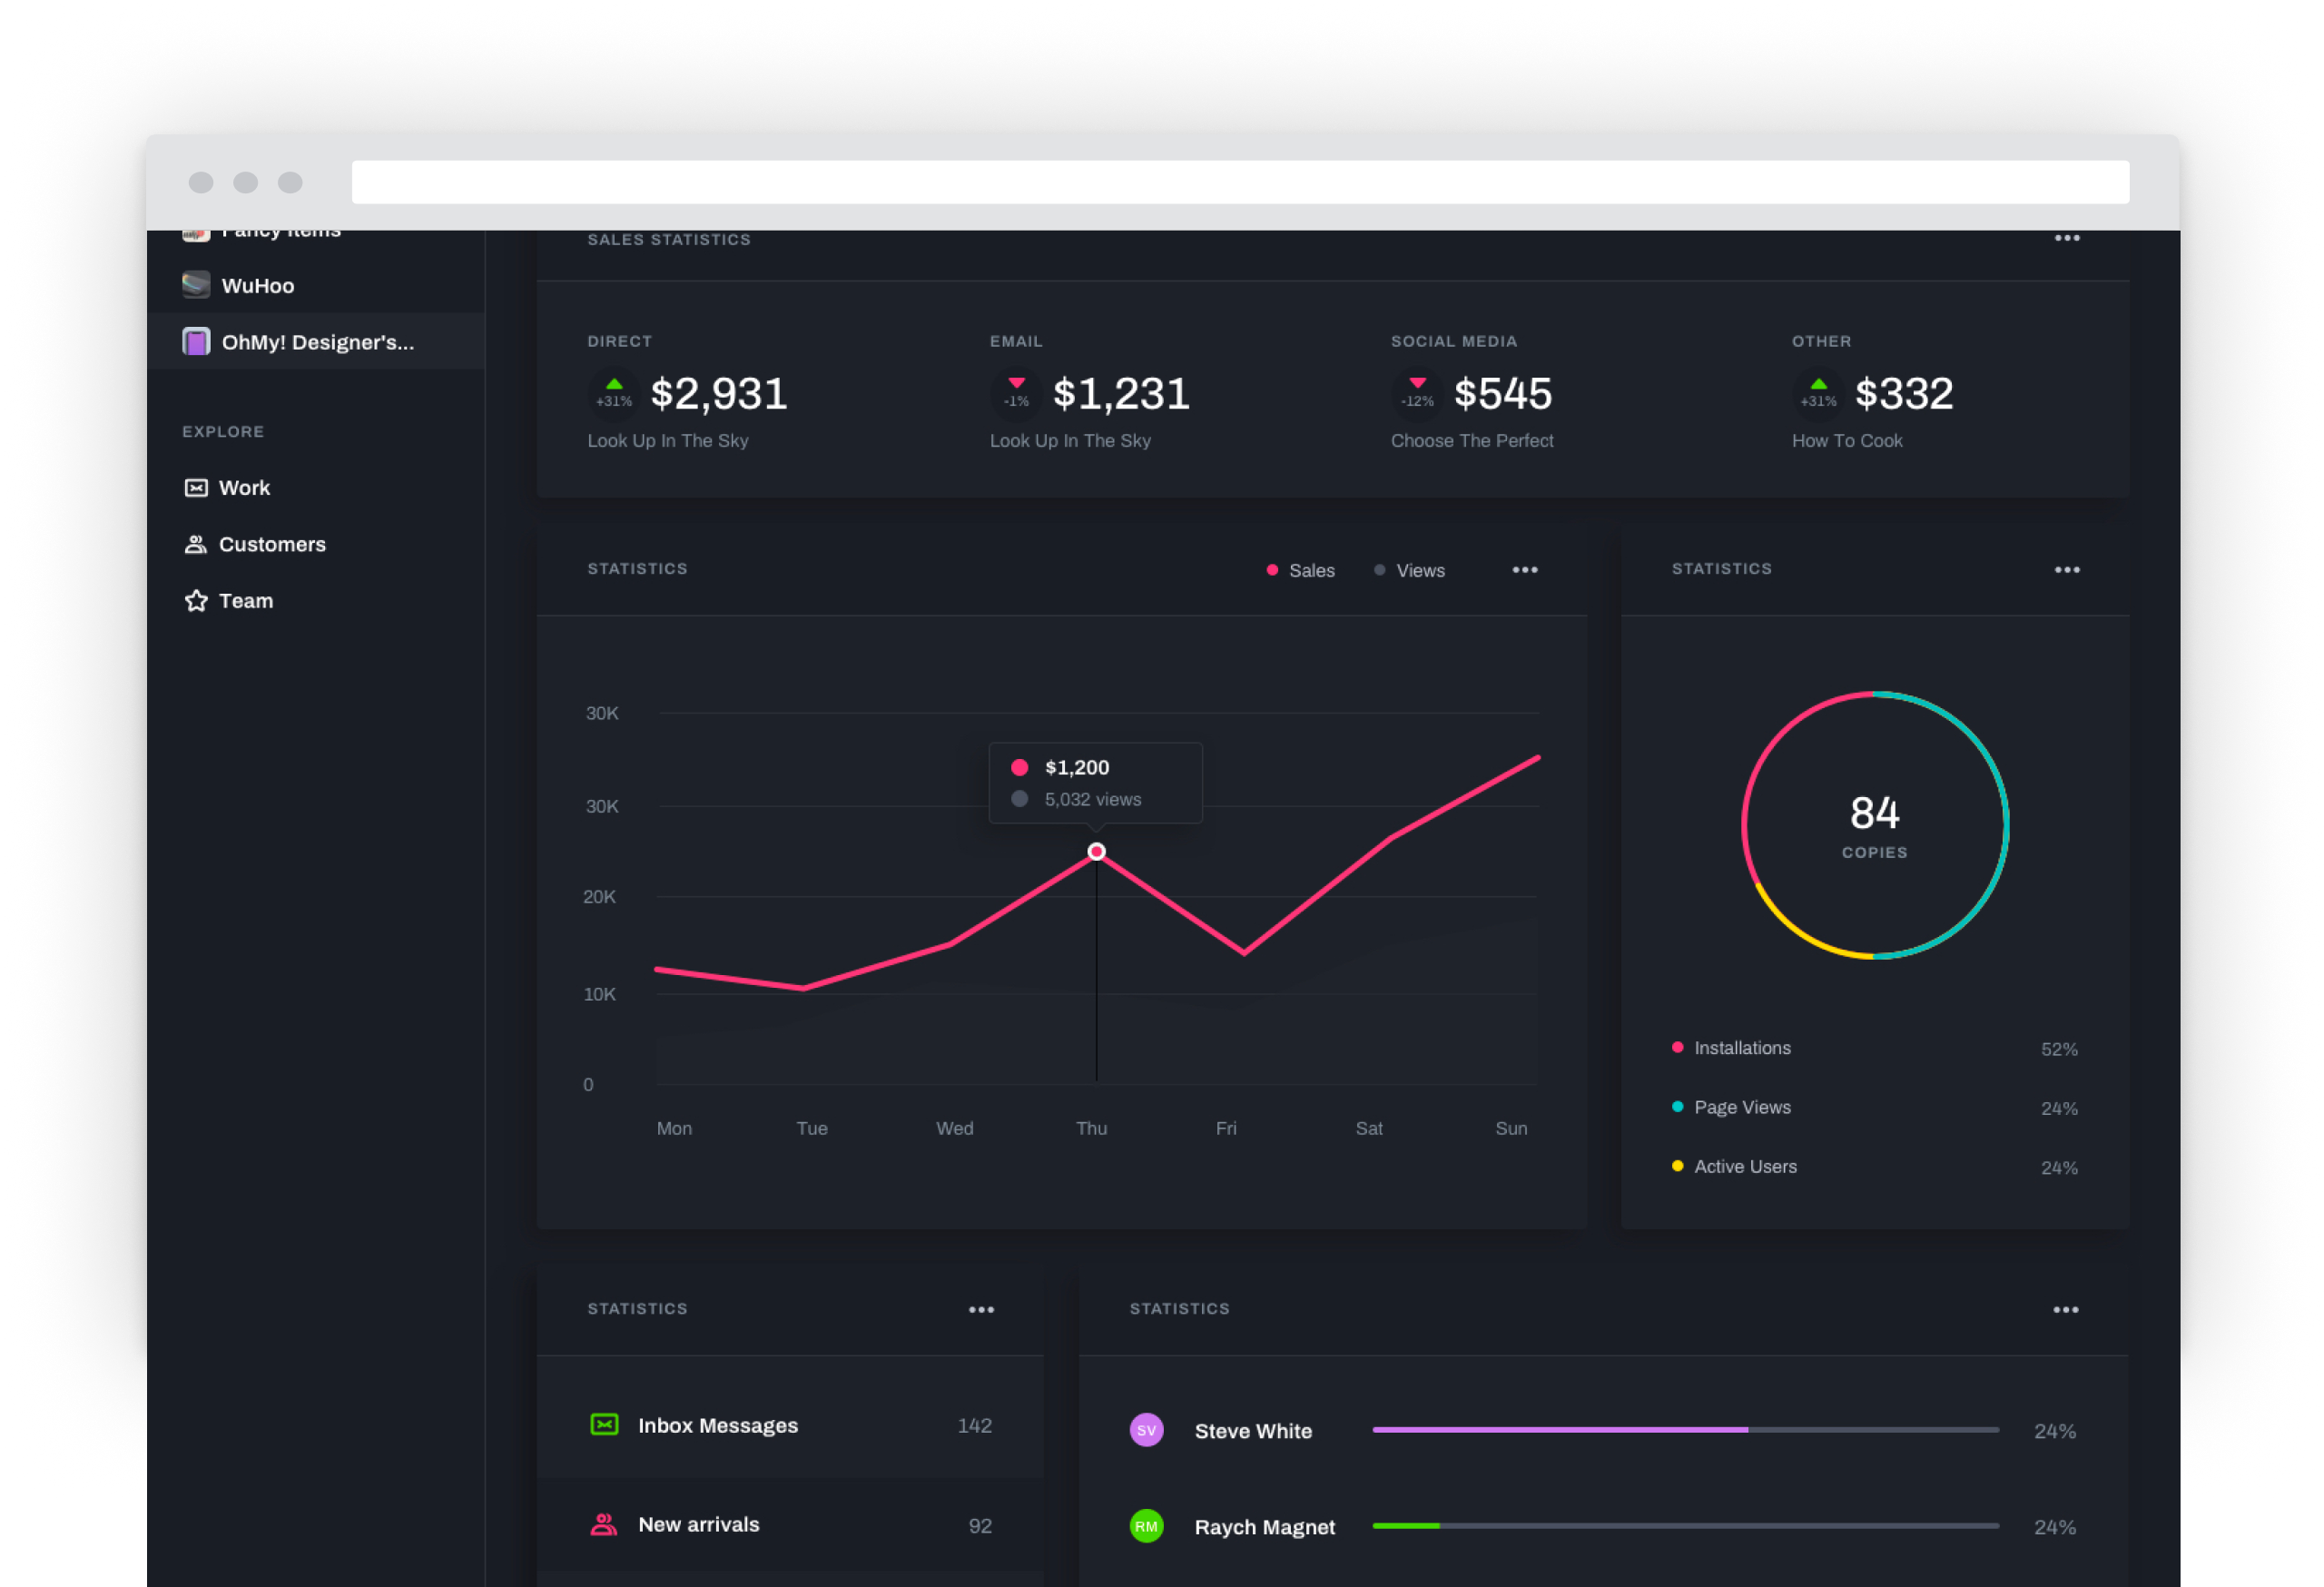 Fancy Items
WuHoo
OhMy! Designer's...
EXPLORE
Work
Customers
Team
SALES STATISTICS
DIRECT
+31%
$2,931
Look Up In The Sky
EMAIL
-1%
$1,231
Look Up In The Sky
SOCIAL MEDIA
-12%
$545
Choose The Perfect
OTHER
+31%
$332
How To Cook
STATISTICS
Sales
Views
30K
30K
20K
10K
0
$1,200
5,032 views
Mon
Tue
Wed
Thu
Fri
Sat
Sun
STATISTICS
84
COPIES
Installations
52%
Page Views
24%
Active Users
24%
STATISTICS
Inbox Messages
142
New arrivals
92
STATISTICS
SV
Steve White
24%
RM
Raych Magnet
24%